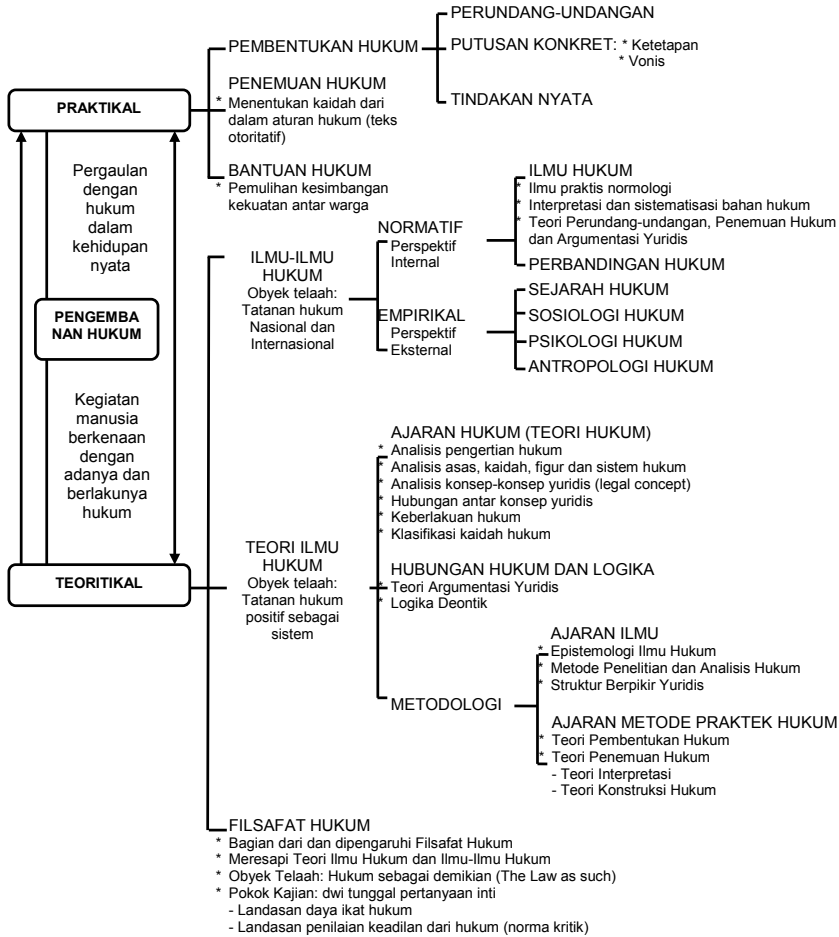 PERUNDANG-UNDANGAN
PEMBENTUKAN HUKUM
PUTUSAN KONKRET: * Ketetapan
* Vonis
TINDAKAN NYATA
PRAKTIKAL
PENEMUAN HUKUM
* Menentukan kaidah dari
dalam aturan hukum (teks
otoritatif)
BANTUAN HUKUM
* Pemulihan kesimbangan
kekuatan antar warga
Pergaulan
dengan
hukum
dalam
kehidupan
nyata
PENGEMBA
NAN HUKUM
Kegiatan
manusia
berkenaan
dengan
adanya dan
berlakunya
hukum
TEORITIKAL
ILMU-ILMU
HUKUM
Obyek telaah:
Tatanan hukum
Nasional dan
Internasional
NORMATIF
Perspektif
Internal
ILMU HUKUM
* Ilmu praktis normologi
* Interpretasi dan sistematisasi bahan hukum
* Teori Perundang-undangan, Penemuan Hukum
dan Argumentasi Yuridis
PERBANDINGAN HUKUM
EMPIRIKAL
Perspektif
Eksternal
SEJARAH HUKUM
SOSIOLOGI HUKUM
PSIKOLOGI HUKUM
ANTROPOLOGI HUKUM
TEORI ILMU
HUKUM
Obyek telaah:
Tatanan hukum
positif sebagai
sistem
AJARAN HUKUM (TEORI HUKUM)
* Analisis pengertian hukum
* Analisis asas, kaidah, figur dan sistem hukum
* Analisis konsep-konsep yuridis (legal concept)
* Hubungan antar konsep yuridis
* Keberlakuan hukum
* Klasifikasi kaidah hukum
HUBUNGAN HUKUM DAN LOGIKA
* Teori Argumentasi Yuridis
* Logika Deontik
METODOLOGI
AJARAN ILMU
* Epistemologi Ilmu Hukum
* Metode Penelitian dan Analisis Hukum
* Struktur Berpikir Yuridis
AJARAN METODE PRAKTEK HUKUM
* Teori Pembentukan Hukum
* Teori Penemuan Hukum
- Teori Interpretasi
- Teori Konstruksi Hukum
FILSAFAT HUKUM
* Bagian dari dan dipengaruhi Filsafat Hukum
* Meresapi Teori Ilmu Hukum dan Ilmu-Ilmu Hukum
* Obyek Telaah: Hukum sebagai demikian (The Law as such)
* Pokok Kajian: dwi tunggal pertanyaan inti
- Landasan daya ikat hukum
- Landasan penilaian keadilan dari hukum (norma kritik)